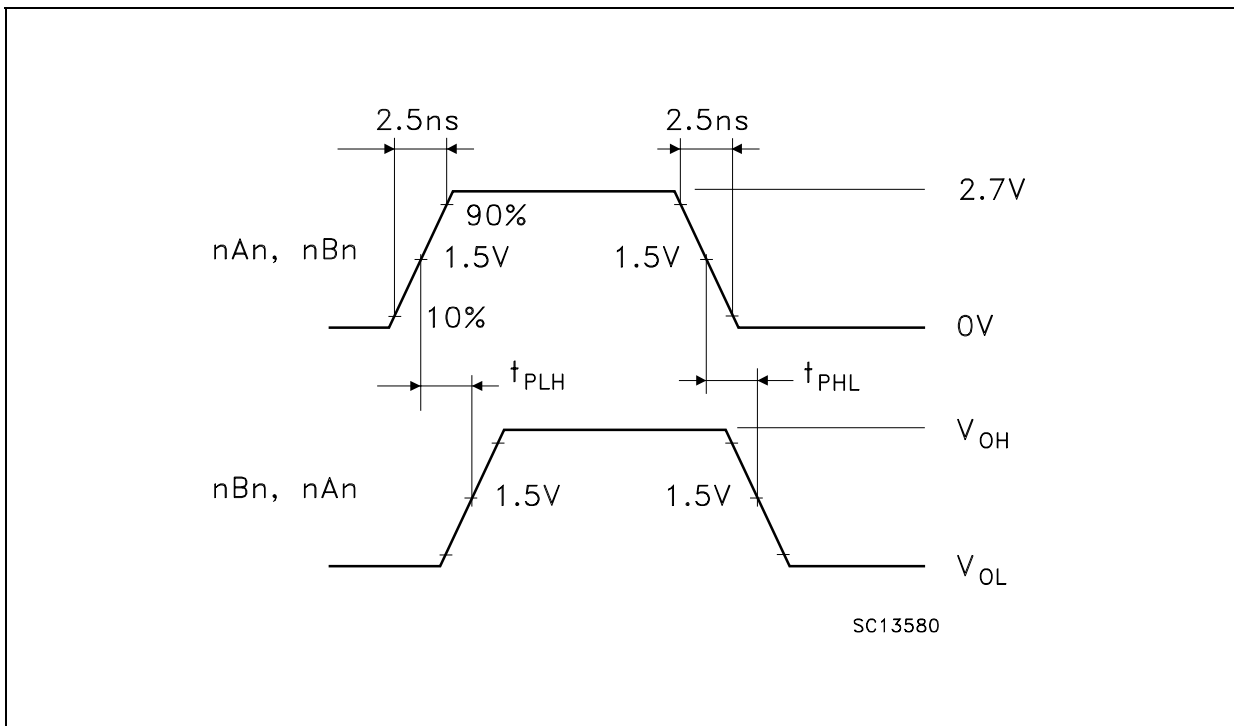 2.5ns 2.5ns
2.7V
90%
nAn, nBn 1.5V 1.5V
10% 0V
tPLH tPHL
VOH
nBn, nAn 1.5V 1.5V
VOL
SC13580